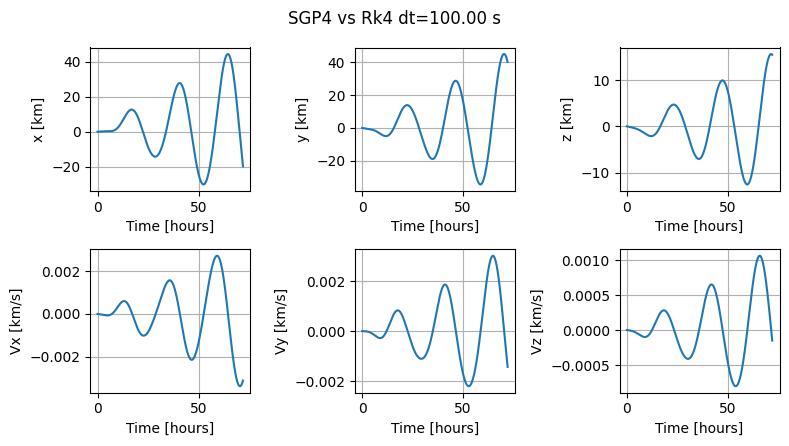 SGP4 vs Rk4 dt=100.00 s
x [km]
40
20
0
−20
0
50
Time [hours]
y [km]
40
20
0
−20
0
50
Time [hours]
z [km]
10
0
−10
0
50
Time [hours]
Vx [km/s]
0.002
0.000
−0.002
0
50
Time [hours]
Vy [km/s]
0.002
0.000
−0.002
0
50
Time [hours]
Vz [km/s]
0.0010
0.0005
0.0000
−0.0005
0
50
Time [hours]